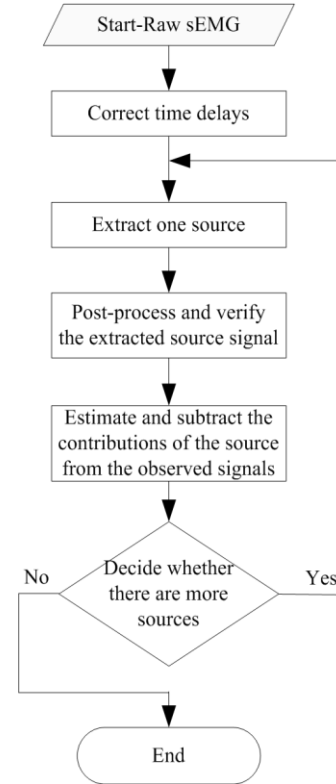 Start-Raw sEMG
Correct time delays
Extract one source
Post-process and verify
the extracted source signal
Estimate and subtract the
contributions of the source
from the observed signals
No
Decide whether
there are more
sources
Yes
End